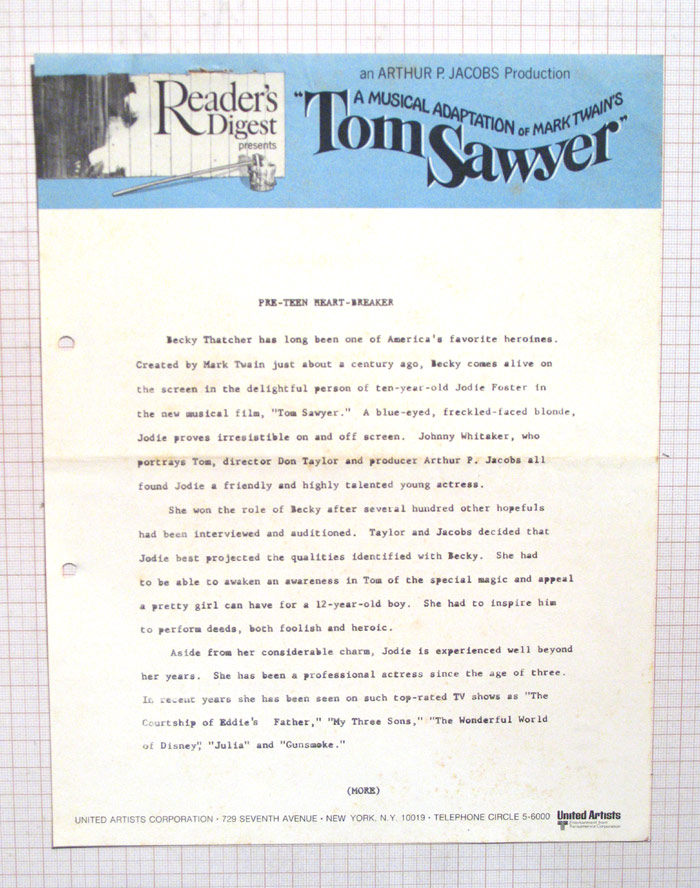 an ARTHUR P. JACOBS Production
Reader's
Digest
presents
"A MUSICAL ADAPTATION OF MARK TWAIN'S
Tom
Sawyer"
PRE-TEEN HEART-BREAKER
Becky Thatcher has long been one of America's favorite heroines.
Created by Mark Twain just about a century ago, Becky comes alive on
the screen in the delightful person of ten-year-old Jodie Foster in
the new musical film, "Tom Sawyer." A blue-eyed, freckled-faced blonde,
Jodie proves irresistible on and off screen. Johnny Whitaker, who
portrays Tom, director Don Taylor and producer Arthur P. Jacobs all
found Jodie a friendly and highly talented young actress.
She won the role of Becky after several hundred other hopefuls
had been interviewed and auditioned. Taylor and Jacobs decided that
Jodie best projected the qualities identified with Becky. She had
to be able to awaken an awareness in Tom of the special magic and appeal
a pretty girl can have for a 12-year-old boy. She had to inspire him
to perform deeds, both foolish and heroic.
Aside from her considerable charm, Jodie is experienced well beyond
her years. She has been a professional actress since the age of three.
In recent years she has been seen on such top-rated TV shows as "The
Courtship of Eddie's Father," "My Three Sons," "The Wonderful World
of Disney", "Julia" and "Gunsmoke."
(MORE)
UNITED ARTISTS CORPORATION · 729 SEVENTH AVENUE · NEW YORK, N.Y. 10019 · TELEPHONE CIRCLE 5-6000
United Artists
Entertainment from
Transamerica Corporation